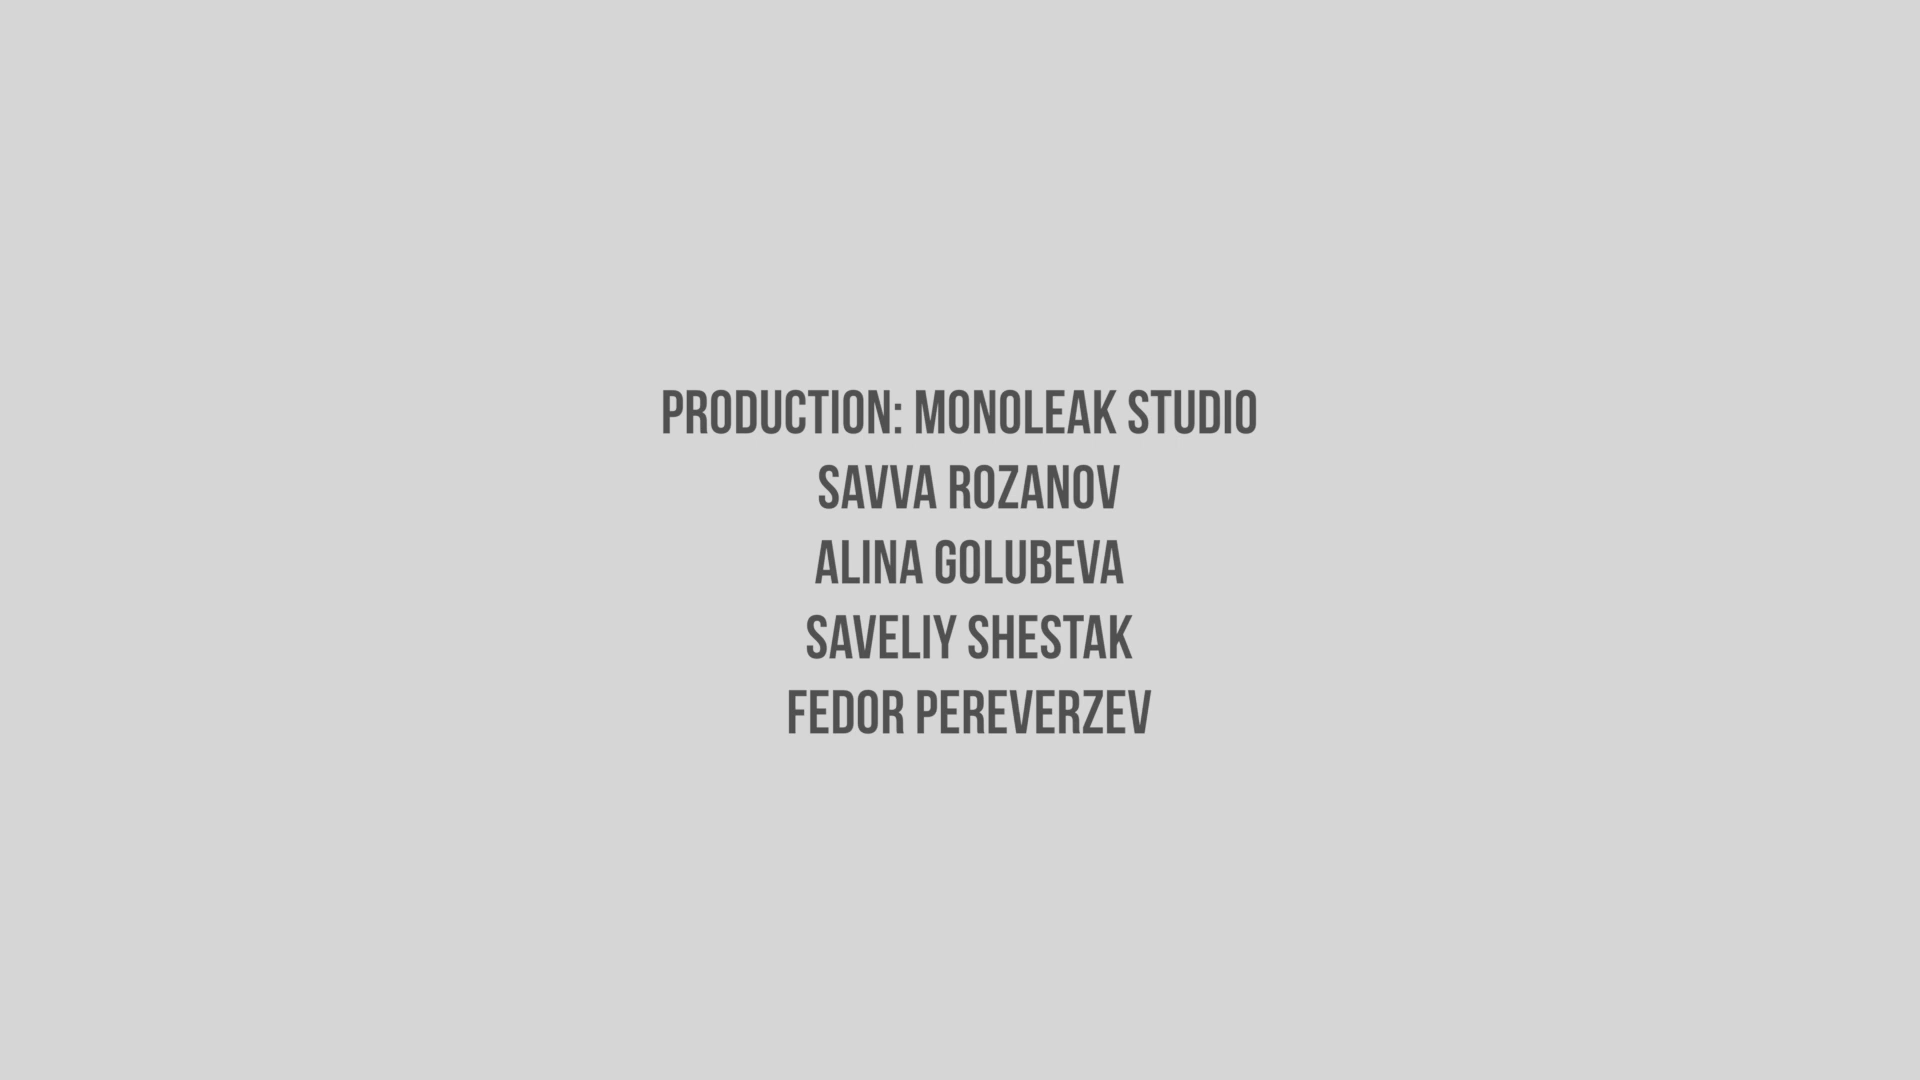 PRODUCTION: MONOLEAK STUDIO
SAVVA ROZANOV
ALINA GOLUBEVA
SAVELIY SHESTAK
FEDOR PEREVERZEV